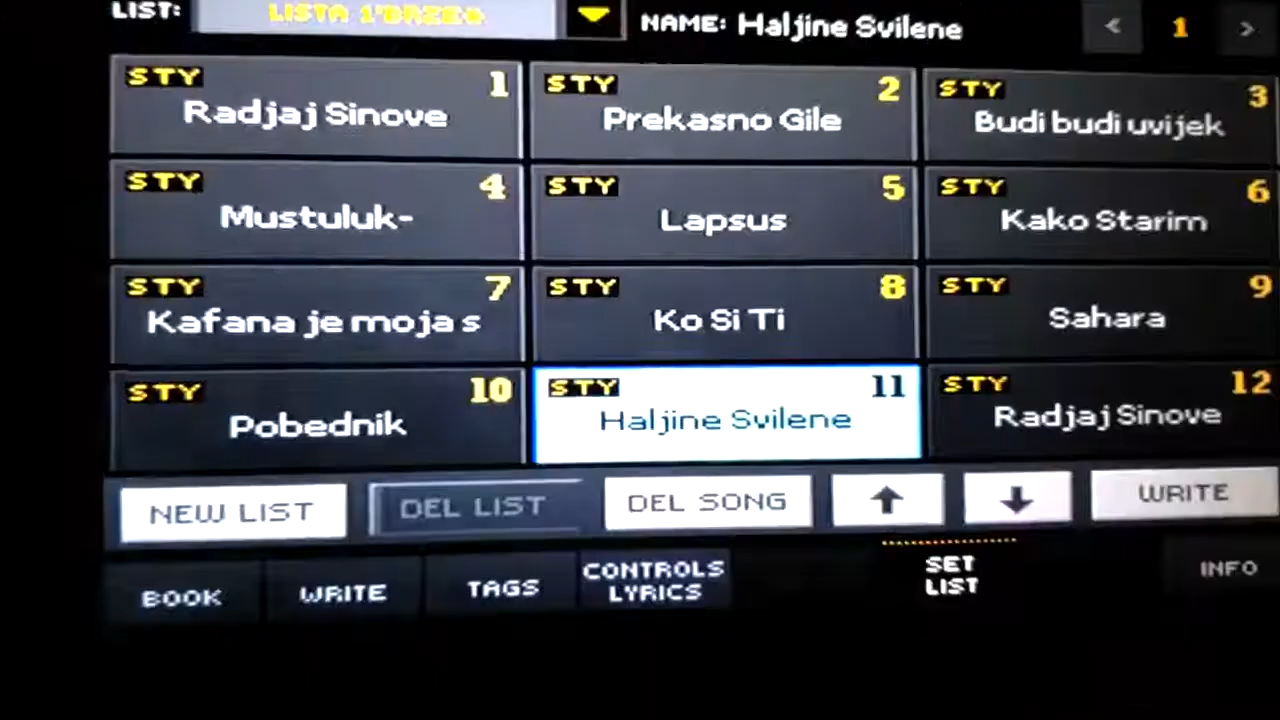 LIST: LISTA 1'BRZE" NAME: Haljine Svilene < 1 >
STY 1 STY 2 STY 3
Radjaj Sinove Prekasno Gile Budi budi uvijek
STY 4 STY 5 STY 6
Mustuluk- Lapsus Kako Starim
STY 7 STY 8 STY 9
Kafana je moja s Ko Si Ti Sahara
STY 10 STY 11 STY 12
Pobednik Haljine Svilene Radjaj Sinove
NEW LIST DEL LIST DEL SONG WRITE
BOOK WRITE TAGS CONTROLS LYRICS SET LIST INFO